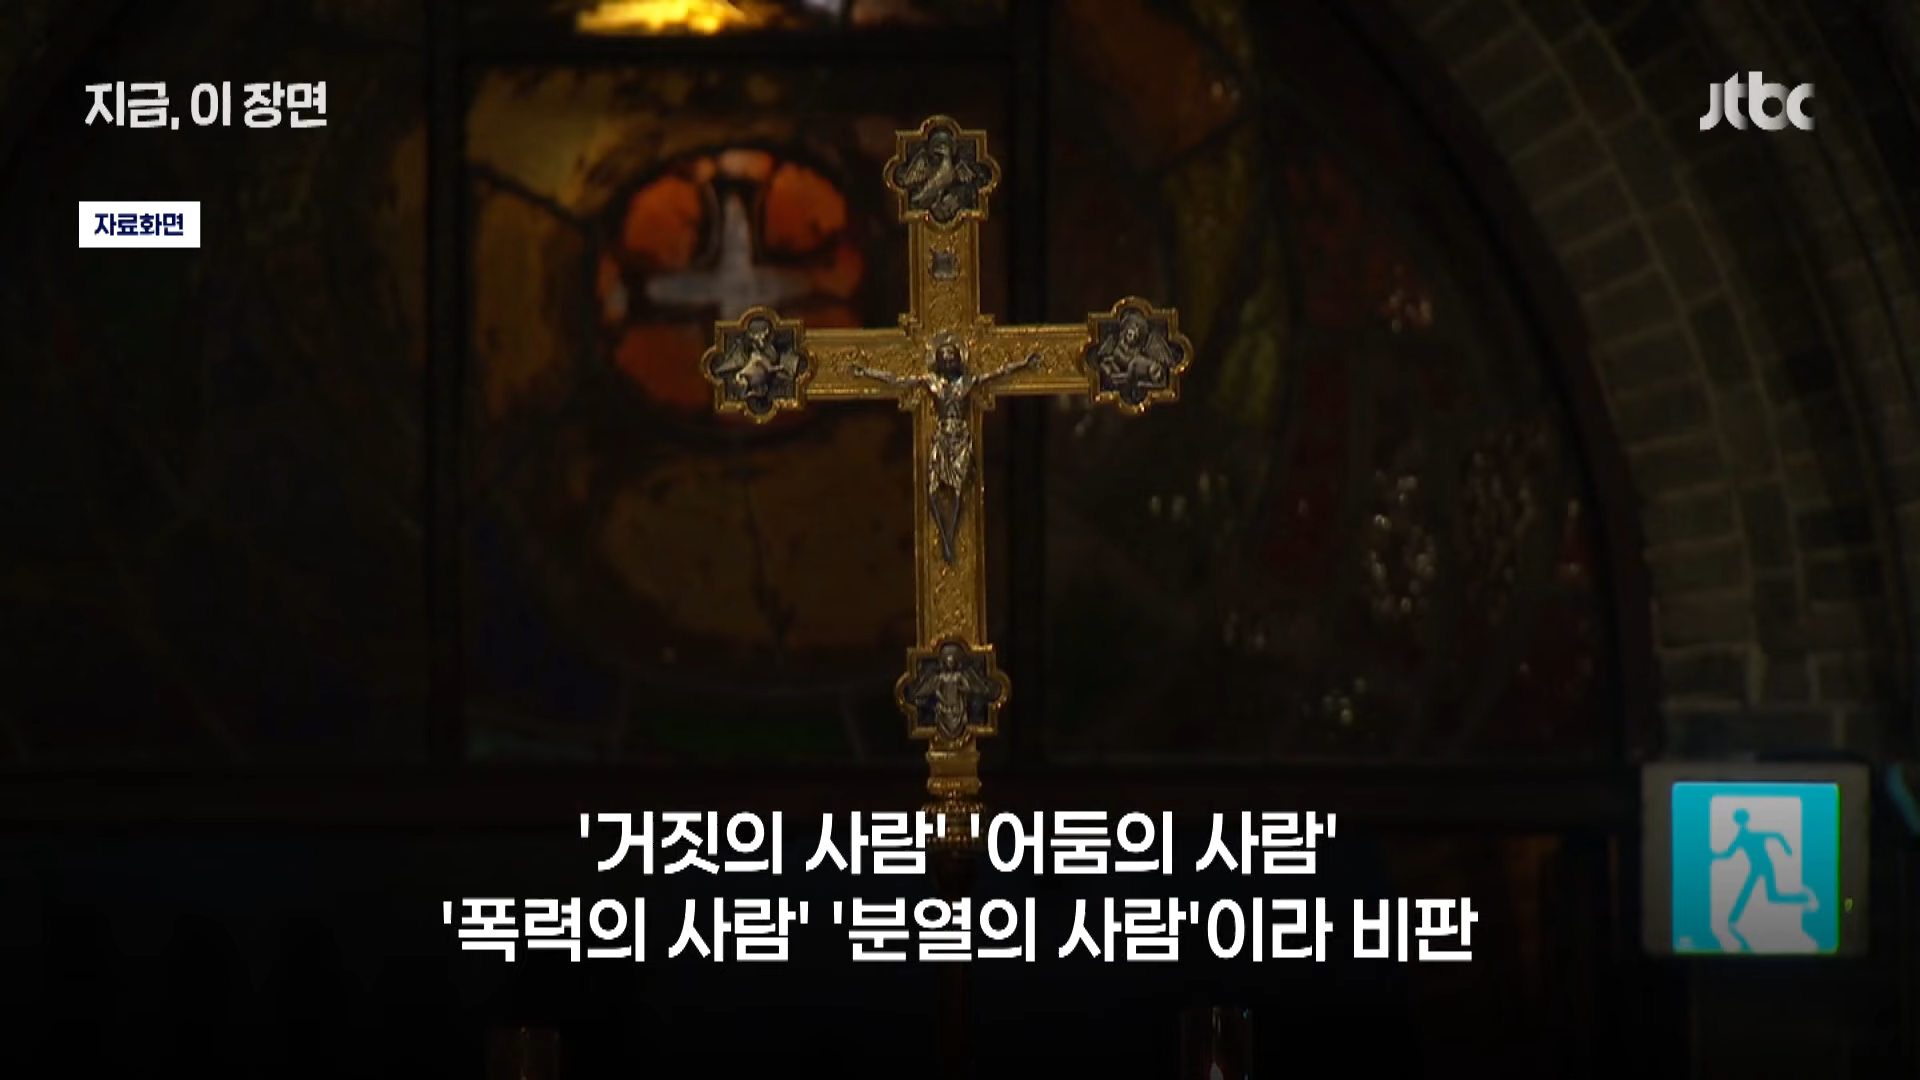 지금, 이 장면
jtbc
자료화면
'거짓의 사람' '어둠의 사람'
'폭력의 사람' '분열의 사람'이라 비판